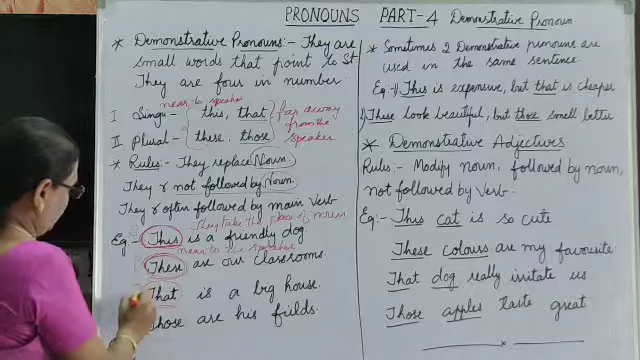 PRONOUNS PART-4 Demonstrative Pronoun
* Demonstrative Pronouns:- They are
small words that point to St
They are four in number.
near to speaker
I Sing:- this, that far away
from the
II Plural - these, those speaker
* Rules:- They replace Noun
They r not followed by Noun.
They r often followed by main verb
They take the place of noun
Eg:- This is a friendly dog
near to the speaker
These are our classrooms.
That is a big house.
Those are his fields.
* Sometimes 2 Demonstrative pronouns are
used in the same sentence
Eg:- 1) This is expensive, but that is cheaper
2) These look beautiful, but those smell better
* Demonstrative Adjectives
Rules:- Modify noun, followed by noun,
not followed by Verb.
Eg:- This cat is so cute
These colours are my favourite
That dog really irritate us
Those apples taste great